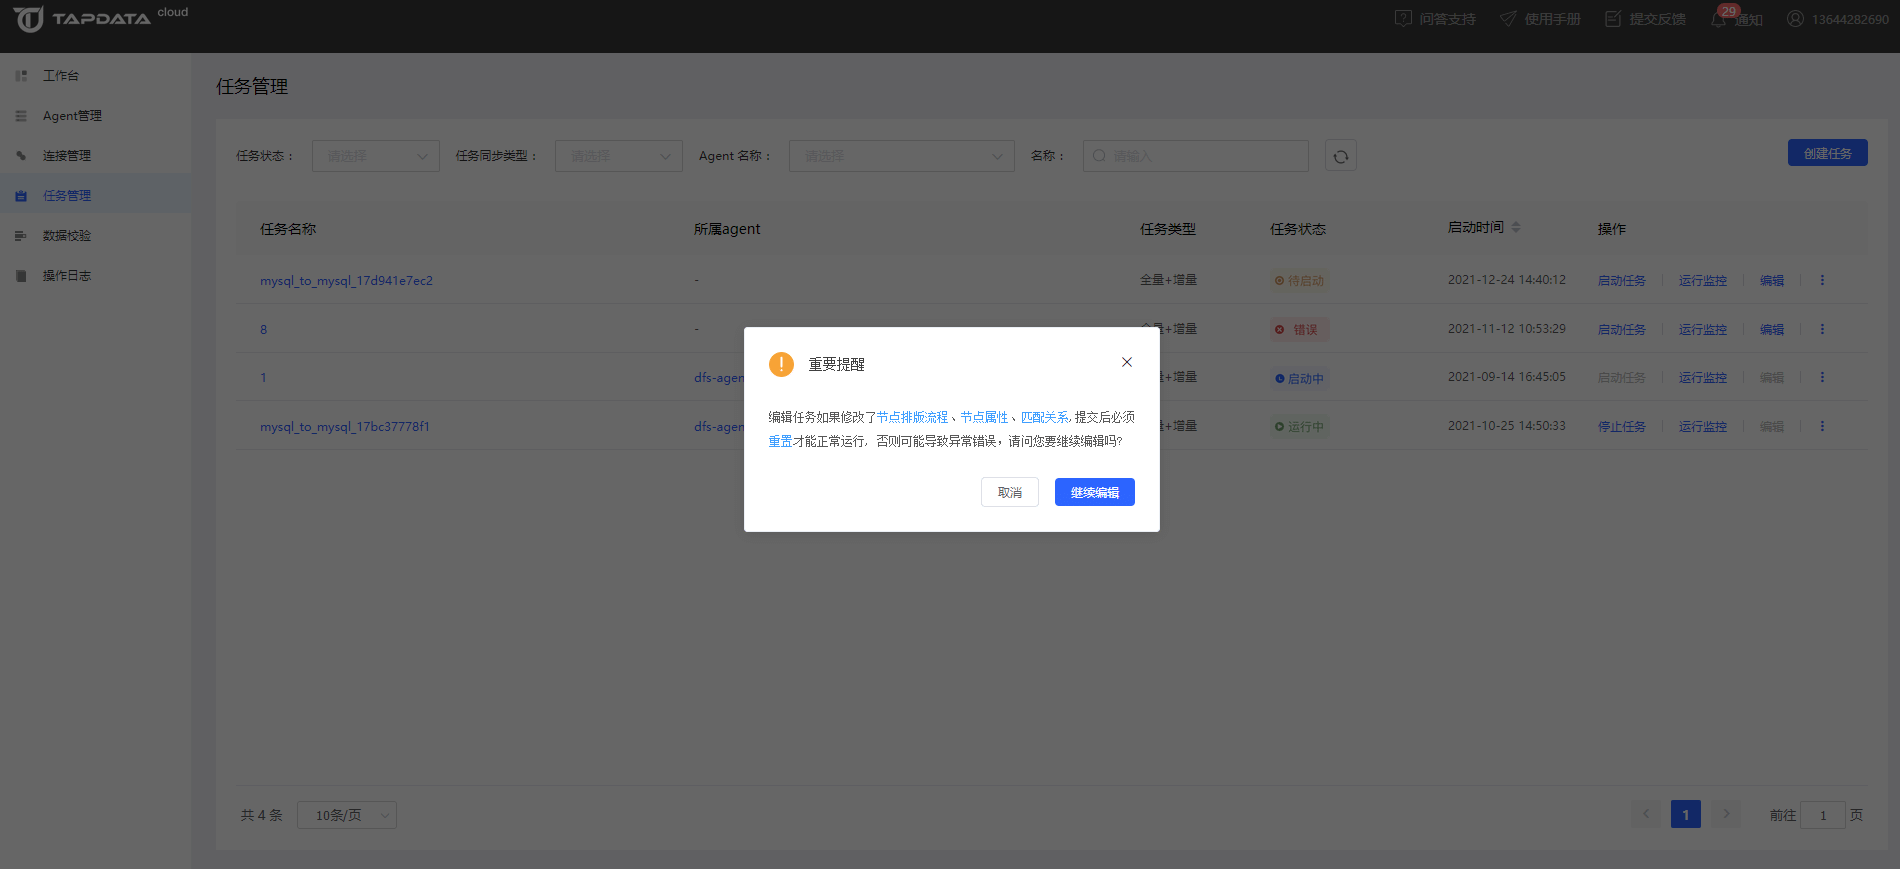 TAPDATA cloud
问答支持 使用手册 提交反馈 29 通知 13644282690
工作台
Agent管理
连接管理
任务管理
数据校验
操作日志
任务管理
任务状态： 请选择 任务同步类型： 请选择 Agent 名称： 请选择 名称： 请输入 创建任务
任务名称 所属agent 任务类型 任务状态 启动时间 操作
mysql_to_mysql_17d941e7ec2 - 全量+增量 待启动 2021-12-24 14:40:12 启动任务 运行监控 编辑
8 - 全量+增量 错误 2021-11-12 10:53:29 启动任务 运行监控 编辑
1 dfs-agen 量+增量 启动中 2021-09-14 16:45:05 启动任务 运行监控 编辑
mysql_to_mysql_17bc37778f1 dfs-agen 量+增量 运行中 2021-10-25 14:50:33 停止任务 运行监控 编辑
重要提醒
编辑任务如果修改了节点排版流程、节点属性、匹配关系, 提交后必须
重置才能正常运行, 否则可能导致异常错误，请问您要继续编辑吗?
取消 继续编辑
共 4 条 10条/页 1 前往 1 页